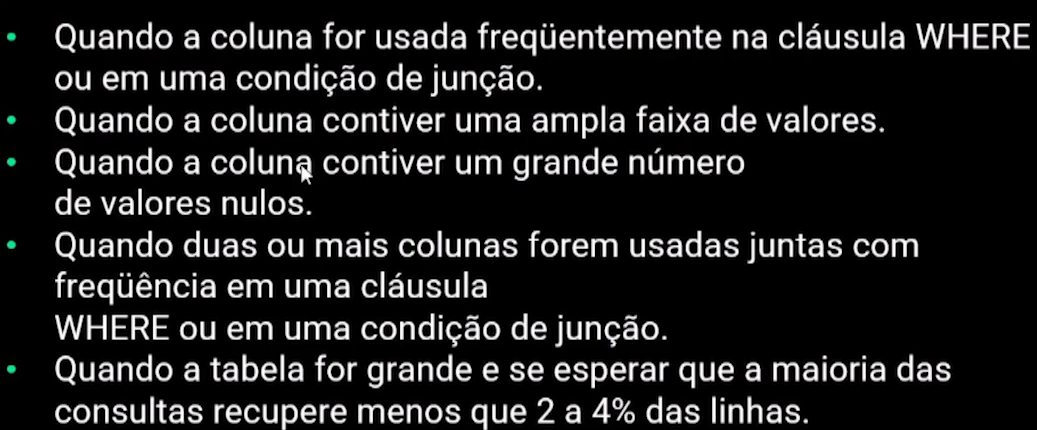 • Quando a coluna for usada freqüentemente na cláusula WHERE
ou em uma condição de junção.
• Quando a coluna contiver uma ampla faixa de valores.
• Quando a coluna contiver um grande número
de valores nulos.
• Quando duas ou mais colunas forem usadas juntas com
freqüência em uma cláusula
WHERE ou em uma condição de junção.
• Quando a tabela for grande e se esperar que a maioria das
consultas recupere menos que 2 a 4% das linhas.